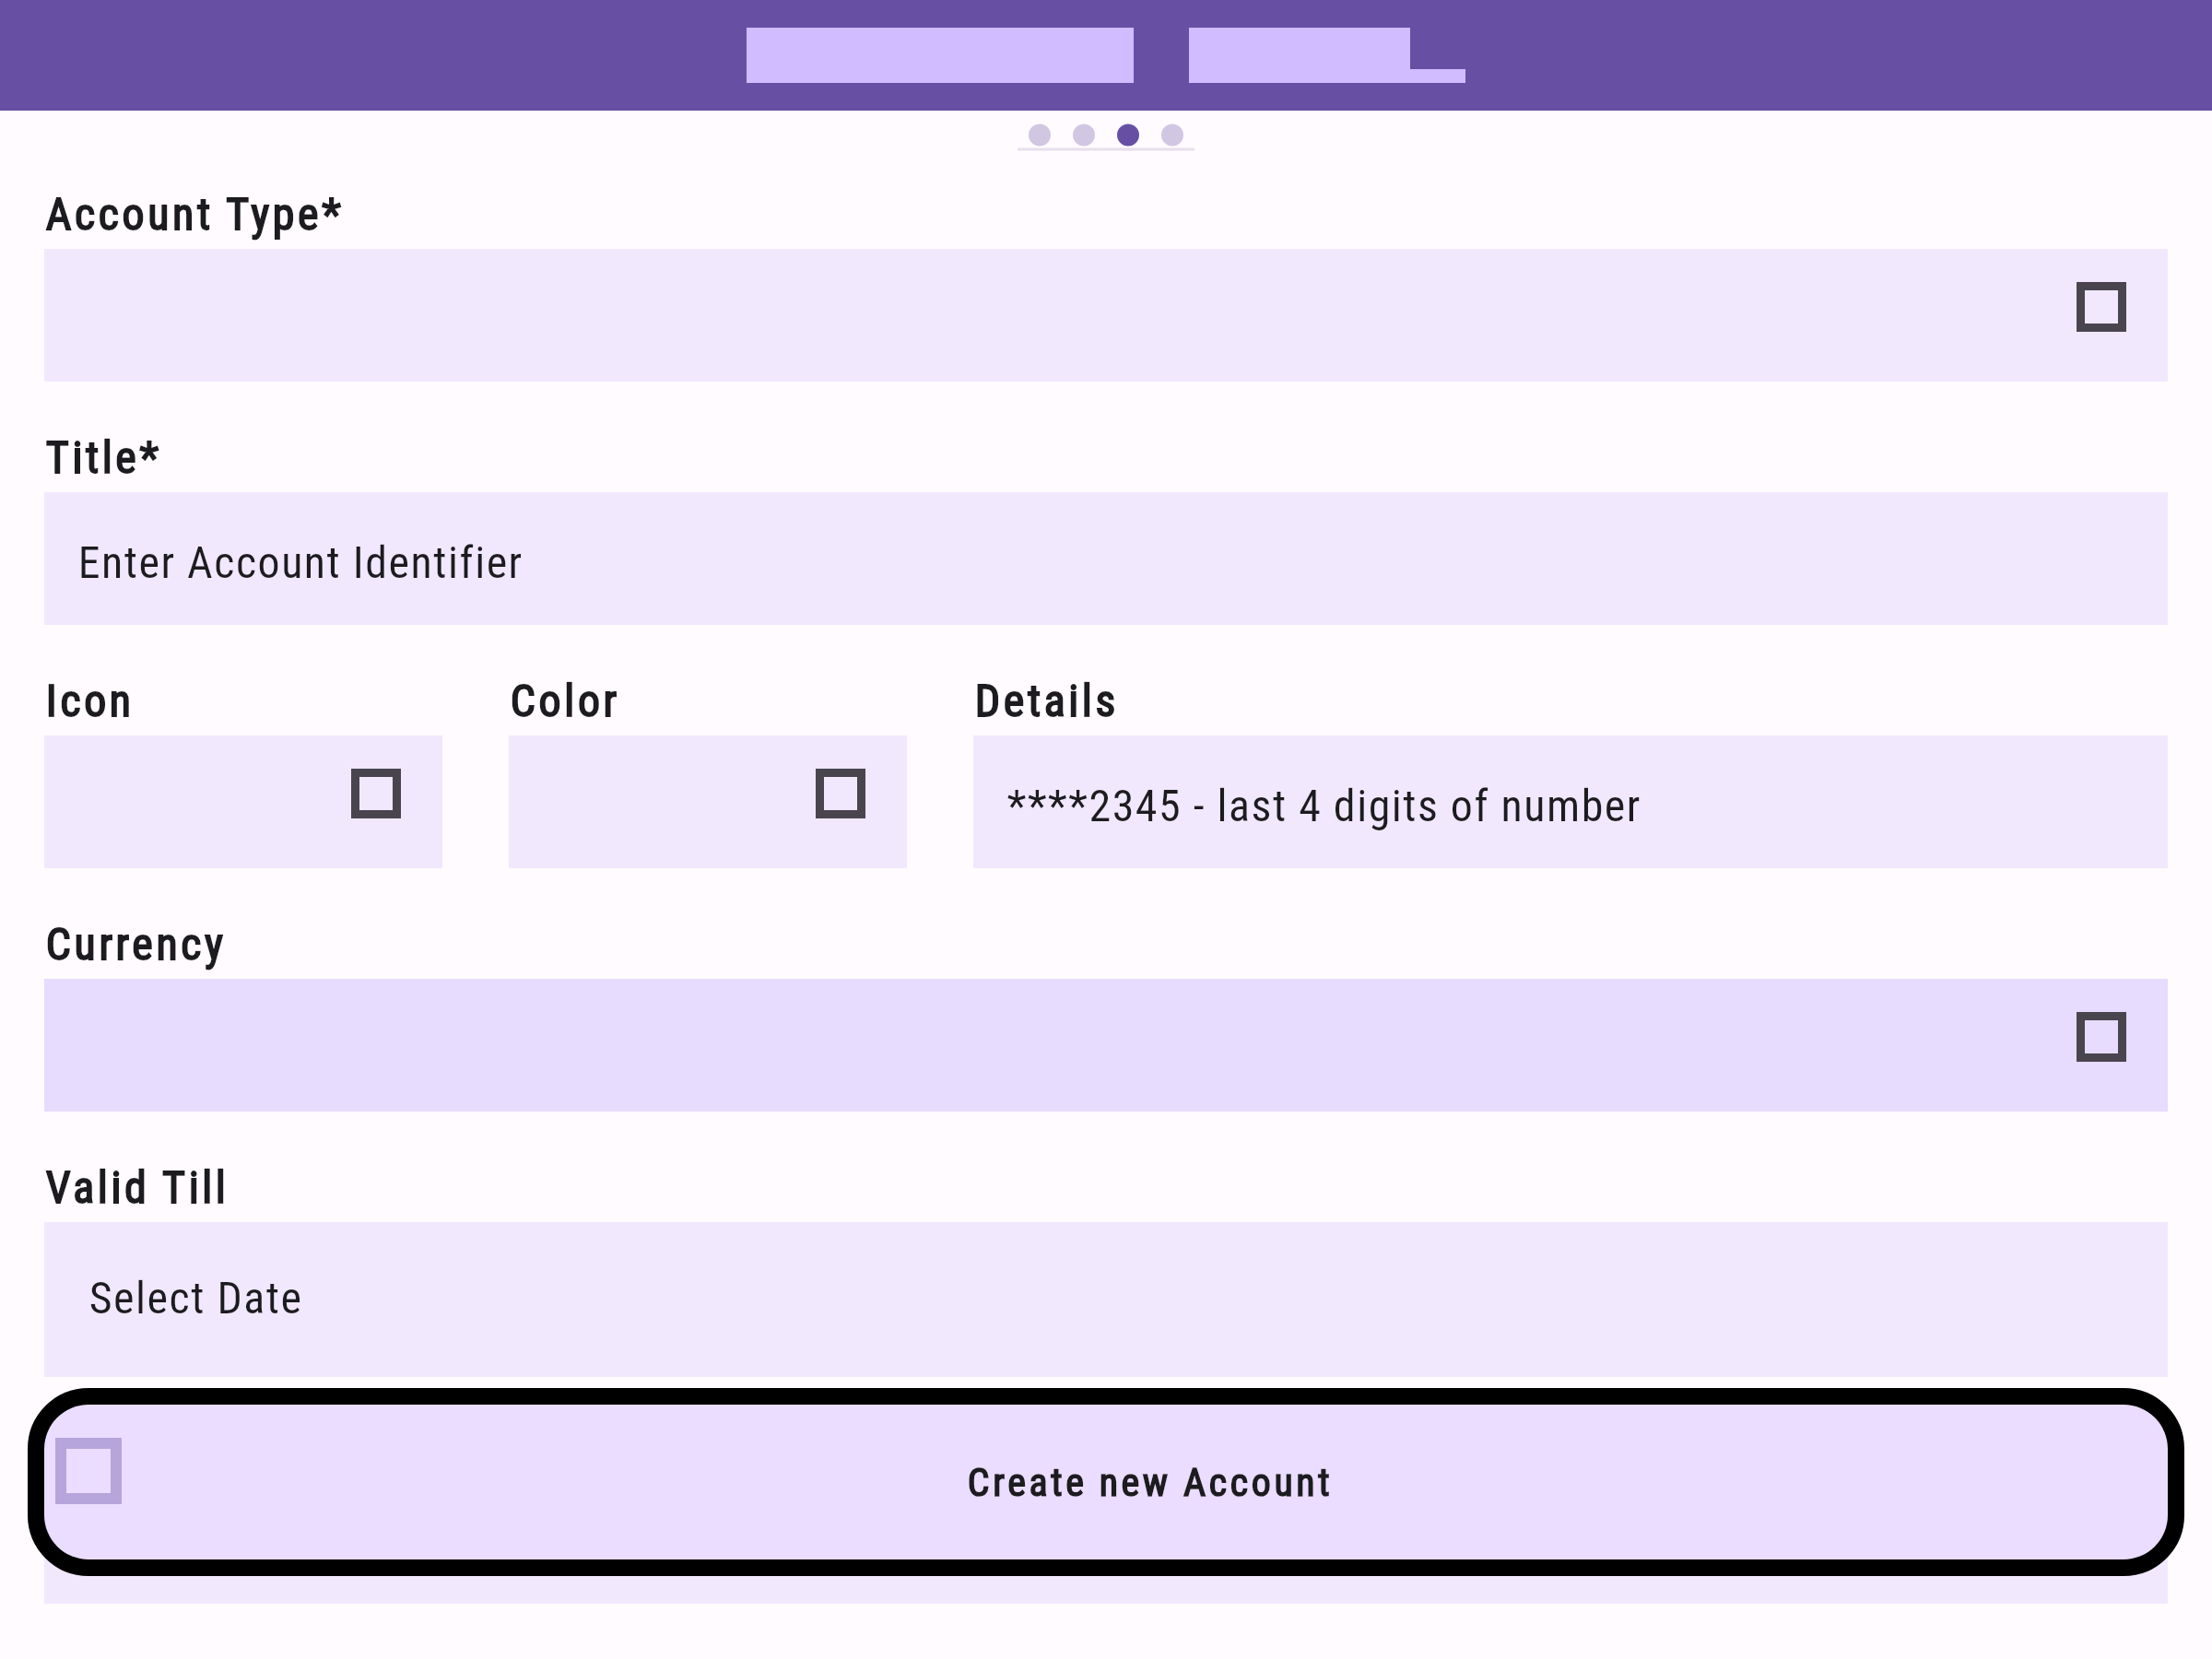 Account Type*
Title*
Enter Account Identifier
Icon Color Details
****2345 - last 4 digits of number
Currency
Valid Till
Select Date
Create new Account